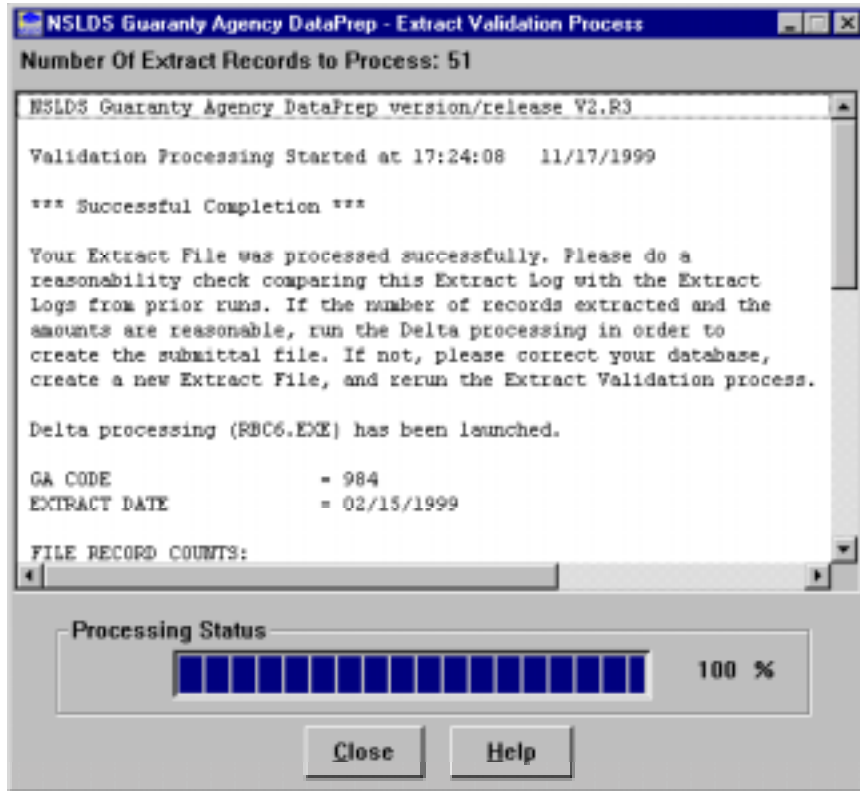 NSLDS Guaranty Agency DataPrep - Extract Validation Process
Number Of Extract Records to Process: 51
NSLDS Guaranty Agency DataPrep version/release V2.R3
Validation Processing Started at 17:24:08 11/17/1999
*** Successful Completion ***
Your Extract File was processed successfully. Please do a
reasonability check comparing this Extract Log with the Extract
Logs from prior runs. If the number of records extracted and the
amounts are reasonable, run the Delta processing in order to
create the submittal file. If not, please correct your database,
create a new Extract File, and rerun the Extract Validation process.
Delta processing (RBC6.EXE) has been launched.
GA CODE = 984
EXTRACT DATE = 02/15/1999
FILE RECORD COUNTS:
Processing Status
100 %
Close Help